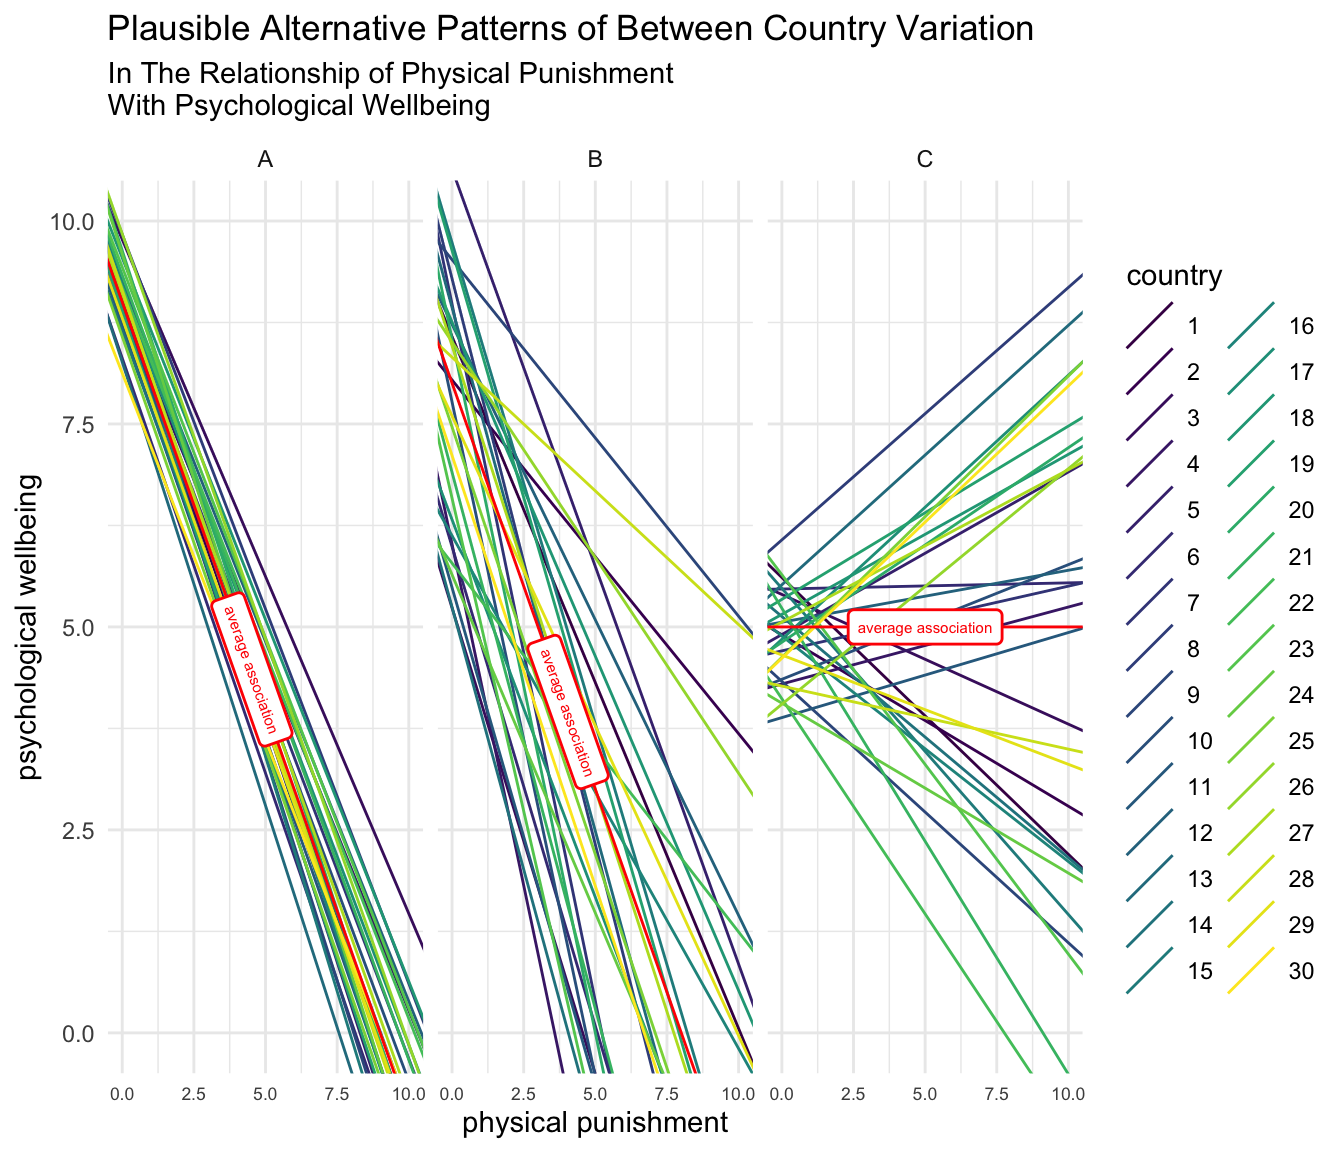 Plausible Alternative Patterns of Between Country Variation
In The Relationship of Physical Punishment
With Psychological Wellbeing
A
B
C
psychological wellbeing
10.0
7.5
5.0
2.5
0.0
average association
average association
average association
0.0 2.5 5.0 7.5 10.0
0.0 2.5 5.0 7.5 10.0
0.0 2.5 5.0 7.5 10.0
physical punishment
country
1
2
3
4
5
6
7
8
9
10
11
12
13
14
15
16
17
18
19
20
21
22
23
24
25
26
27
28
29
30